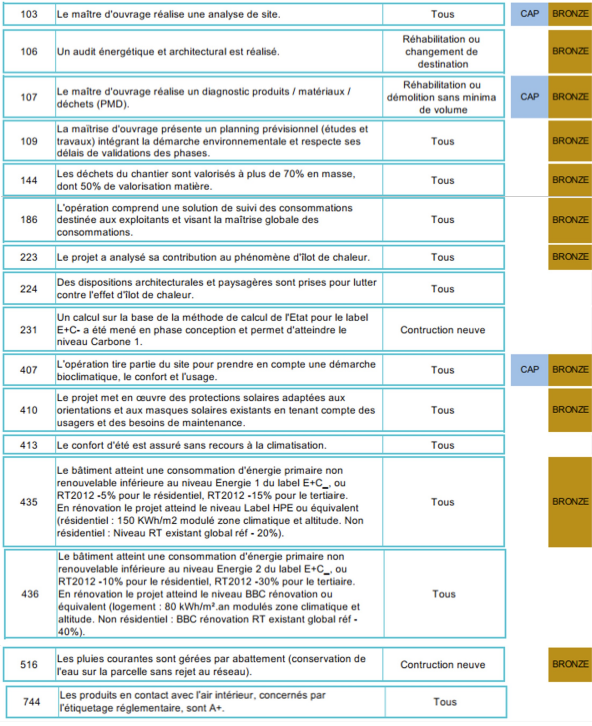 103 Le maître d'ouvrage réalise une analyse de site. Tous CAP BRONZE
106 Un audit énergétique et architectural est réalisé. Réhabilitation ou
changement de
destination BRONZE
107 Le maître d'ouvrage réalise un diagnostic produits / matériaux /
déchets (PMD). Réhabilitation ou
démolition sans minima
de volume CAP BRONZE
109 La maîtrise d'ouvrage présente un planning prévisionnel (études et
travaux) intégrant la démarche environnementale et respecte ses
délais de validations des phases. Tous BRONZE
144 Les déchets du chantier sont valorisés à plus de 70% en masse,
dont 50% de valorisation matière. Tous BRONZE
186 L'opération comprend une solution de suivi des consommations
destinée aux exploitants et visant la maîtrise globale des
consommations. Tous BRONZE
223 Le projet a analysé sa contribution au phénomène d'îlot de chaleur. Tous BRONZE
224 Des dispositions architecturales et paysagères sont prises pour lutter
contre l'effet d'îlot de chaleur. Tous
231 Un calcul sur la base de la méthode de calcul de l'Etat pour le label
E+C- a été mené en phase conception et permet d'atteindre le
niveau Carbone 1. Contruction neuve
407 L'opération tire partie du site pour prendre en compte une démarche
bioclimatique, le confort et l'usage. Tous CAP BRONZE
410 Le projet met en œuvre des protections solaires adaptées aux
orientations et aux masques solaires existants en tenant compte des
usagers et des besoins de maintenance. Tous BRONZE
413 Le confort d'été est assuré sans recours à la climatisation. Tous
435 Le bâtiment atteint une consommation d'énergie primaire non
renouvelable inférieure au niveau Energie 1 du label E+C_, ou
RT2012 -5% pour le résidentiel, RT2012 -15% pour le tertiaire.
En rénovation le projet atteind le niveau Label HPE ou équivalent
(résidentiel : 150 KWh/m2 modulé zone climatique et altitude. Non
résidentiel : Niveau RT existant global réf - 20%). Tous BRONZE
436 Le bâtiment atteint une consommation d'énergie primaire non
renouvelable inférieure au niveau Energie 2 du label E+C_, ou
RT2012 -10% pour le résidentiel, RT2012 -30% pour le tertiaire.
En rénovation le projet atteind le niveau BBC rénovation ou
équivalent (logement : 80 kWh/m².an modulés zone climatique et
altitude. Non résidentiel : BBC rénovation RT existant global réf -
40%). Tous
516 Les pluies courantes sont gérées par abattement (conservation de
l'eau sur la parcelle sans rejet au réseau). Contruction neuve BRONZE
744 Les produits en contact avec l'air intérieur, concernés par
l'étiquetage réglementaire, sont A+. Tous